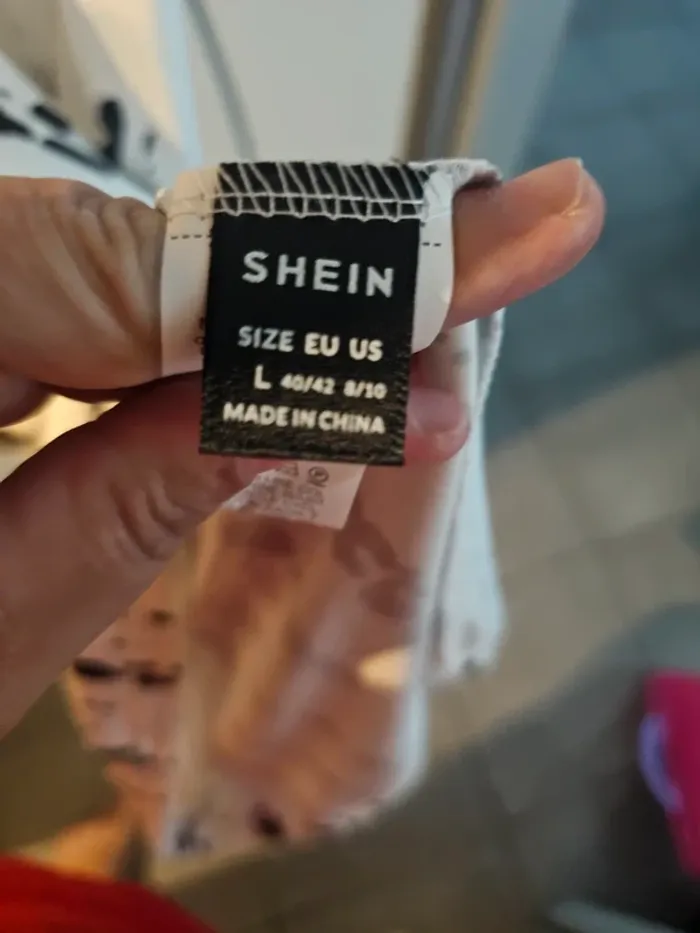 SHEIN
SIZE EU US
L 40/42 8/10
MADE IN CHINA